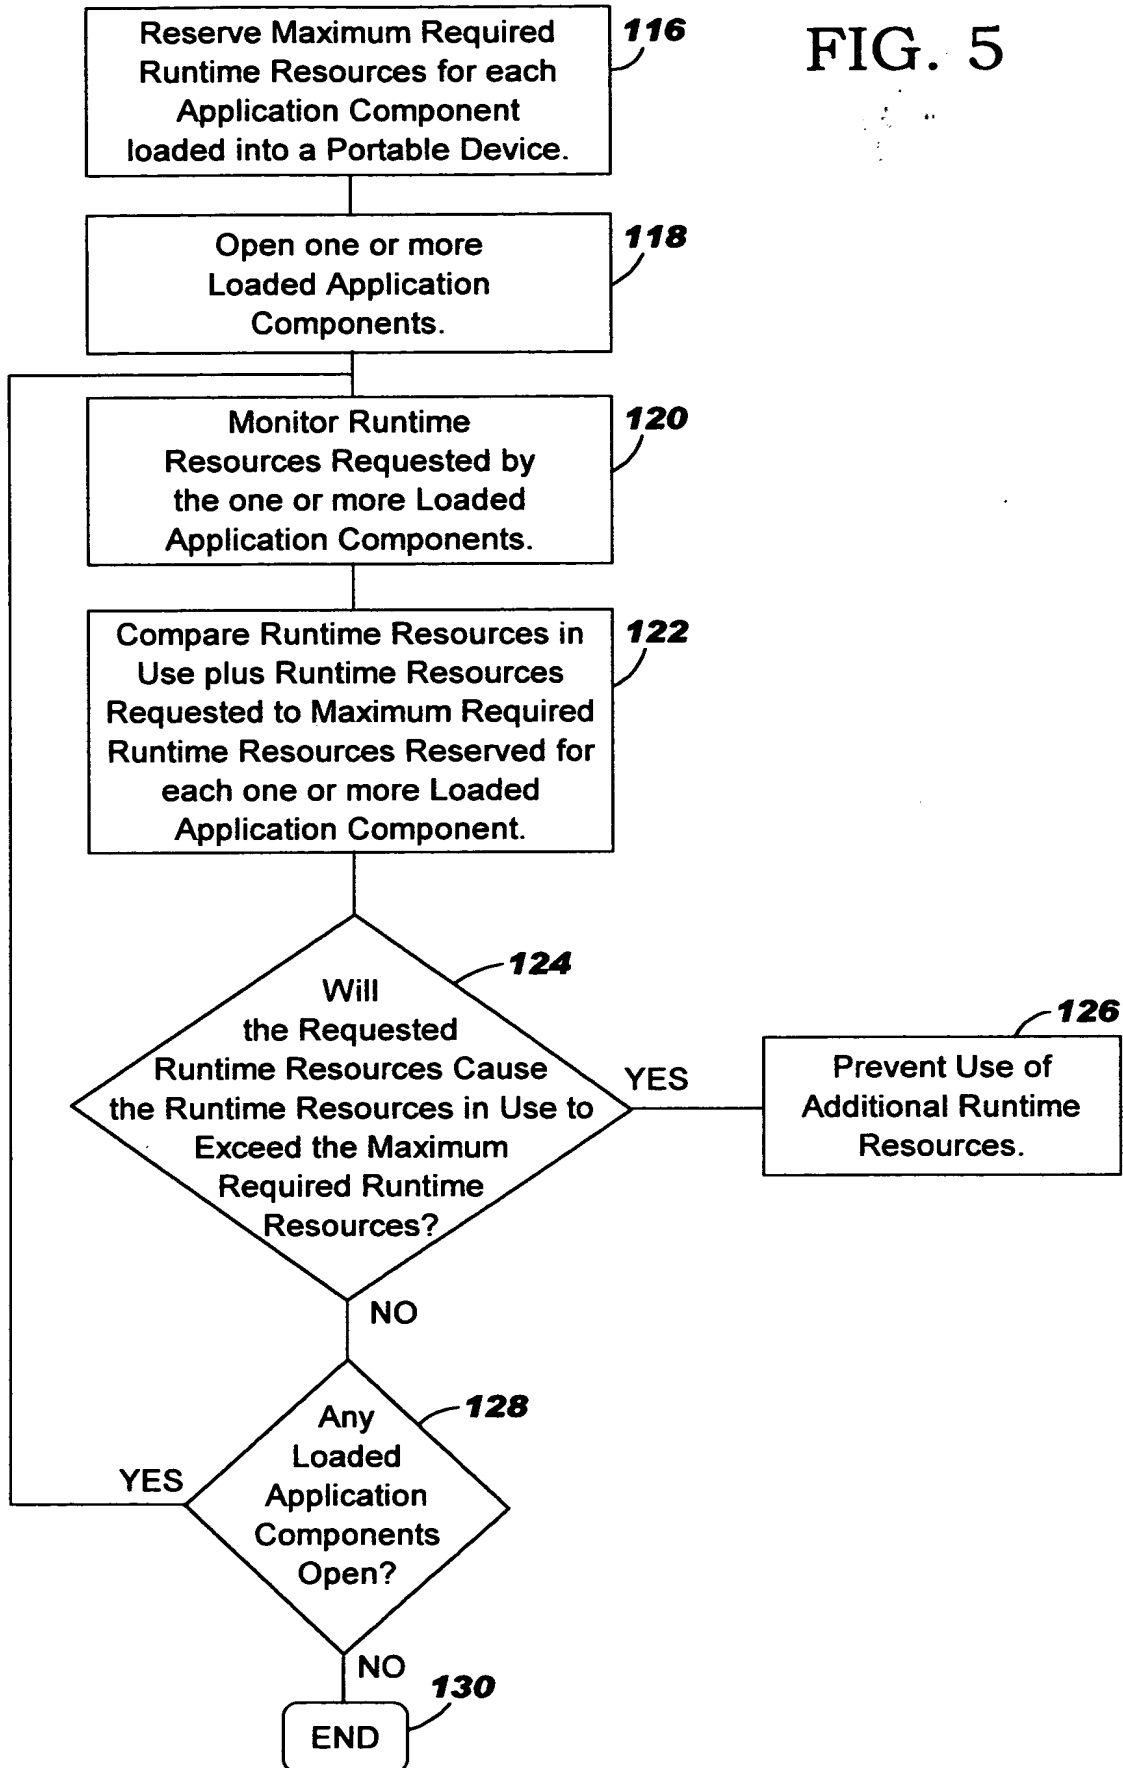 FIG. 5
Reserve Maximum Required
Runtime Resources for each
Application Component
loaded into a Portable Device.
116
Open one or more
Loaded Application
Components.
118
Monitor Runtime
Resources Requested by
the one or more Loaded
Application Components.
120
Compare Runtime Resources in
Use plus Runtime Resources
Requested to Maximum Required
Runtime Resources Reserved for
each one or more Loaded
Application Component.
122
Will
the Requested
Runtime Resources Cause
the Runtime Resources in Use to
Exceed the Maximum
Required Runtime
Resources?
124
YES
Prevent Use of
Additional Runtime
Resources.
126
NO
Any
Loaded
Application
Components
Open?
128
YES
NO
END
130